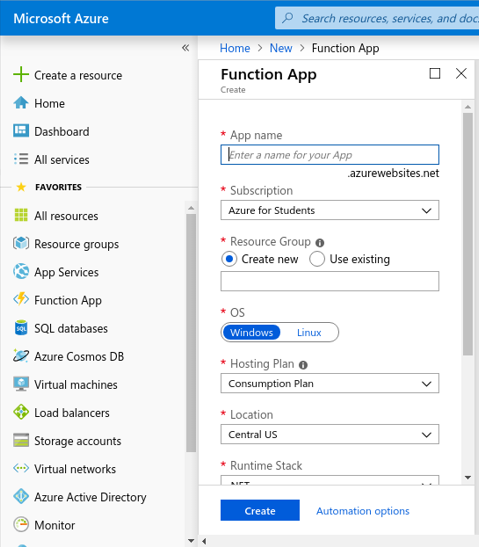 Microsoft Azure
Search resources, services, and doc
Create a resource
Home
Dashboard
All services
FAVORITES
All resources
Resource groups
App Services
Function App
SQL databases
Azure Cosmos DB
Virtual machines
Load balancers
Storage accounts
Virtual networks
Azure Active Directory
Monitor
Home > New > Function App
Function App
Create
* App name
Enter a name for your App
.azurewebsites.net
* Subscription
Azure for Students
* Resource Group
Create new Use existing
* OS
Windows Linux
* Hosting Plan
Consumption Plan
* Location
Central US
* Runtime Stack
.NET
Create Automation options